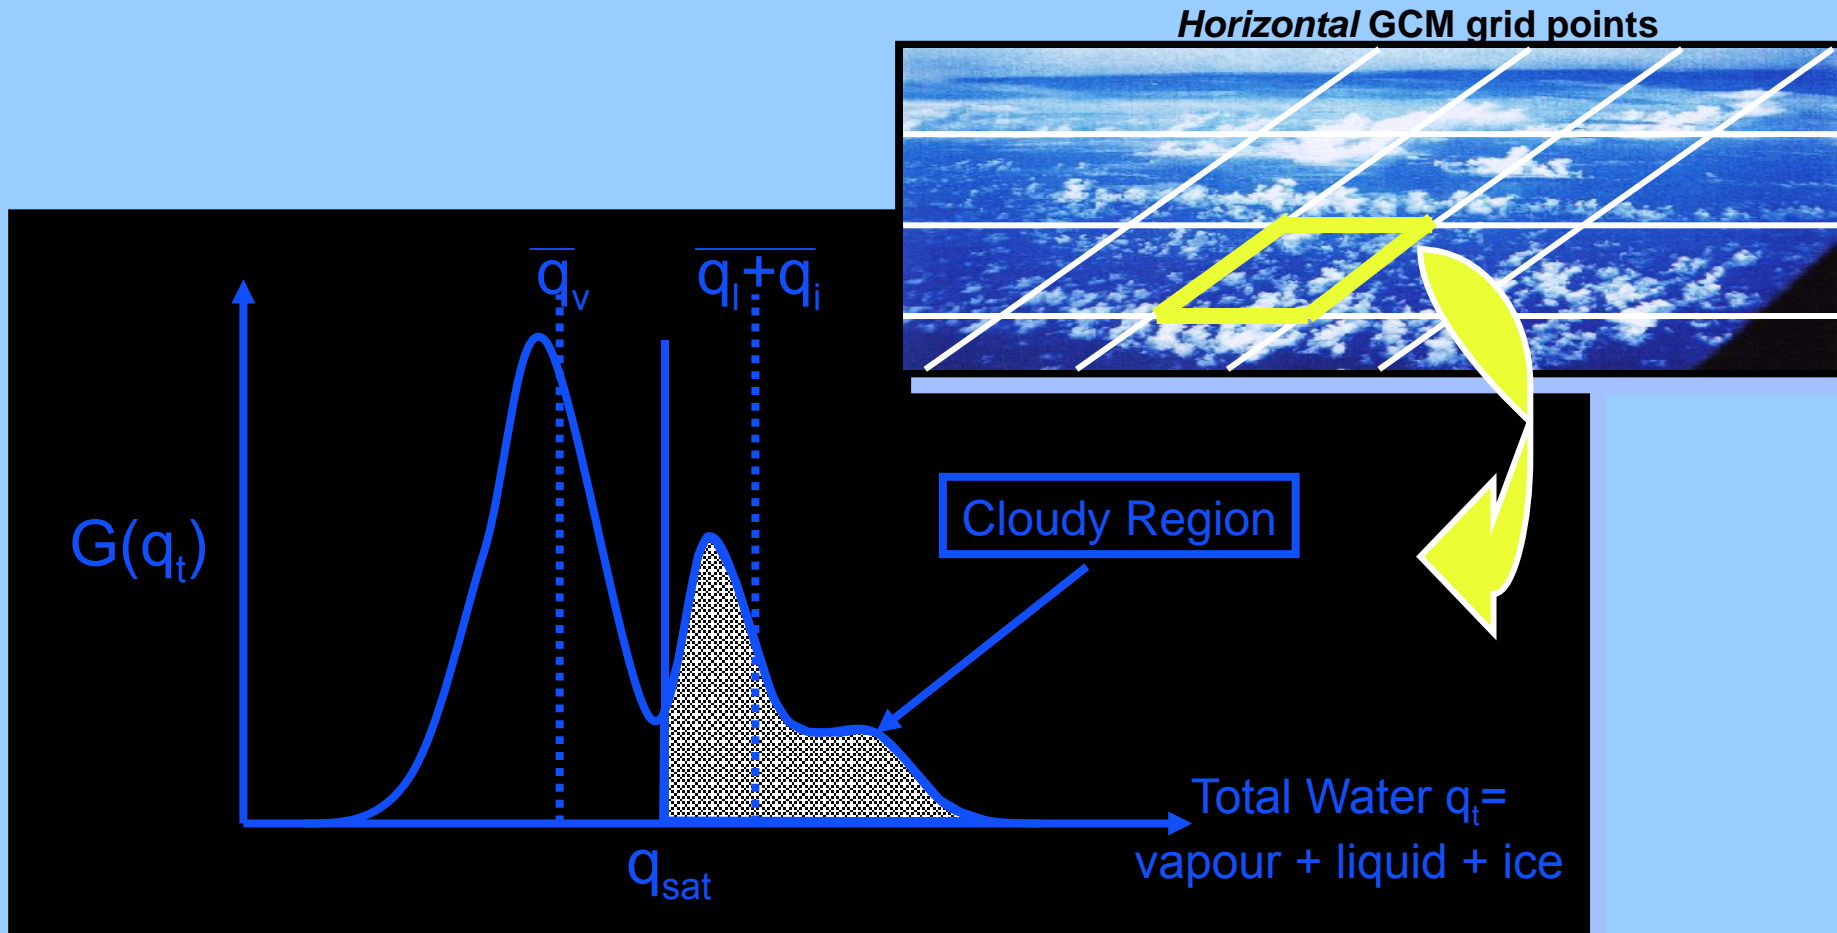 Horizontal GCM grid points
q̅v
q̅l+q̅i
G(qt)
Cloudy Region
Total Water qt=
vapour + liquid + ice
qsat